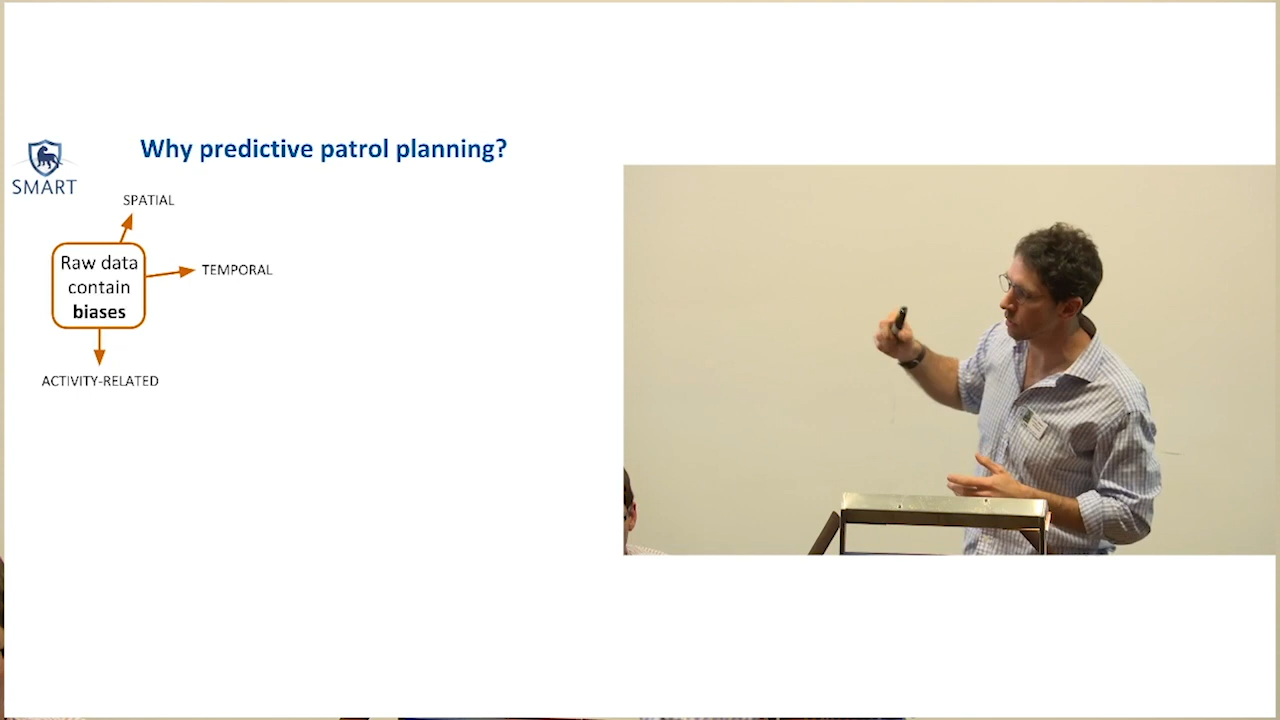 Why predictive patrol planning?
SMART
SPATIAL
Raw data
contain
biases
TEMPORAL
ACTIVITY-RELATED